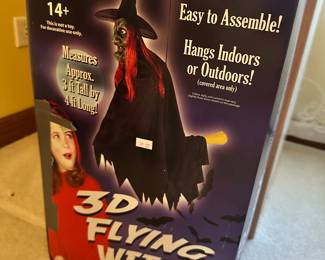 14+
This is not a toy.
For decorative use only.
Easy to Assemble!
Measures
Approx.
3 ft Tall by
4 ft Long!
Hangs Indoors
or Outdoors!
(covered area only)
3D
FLYING